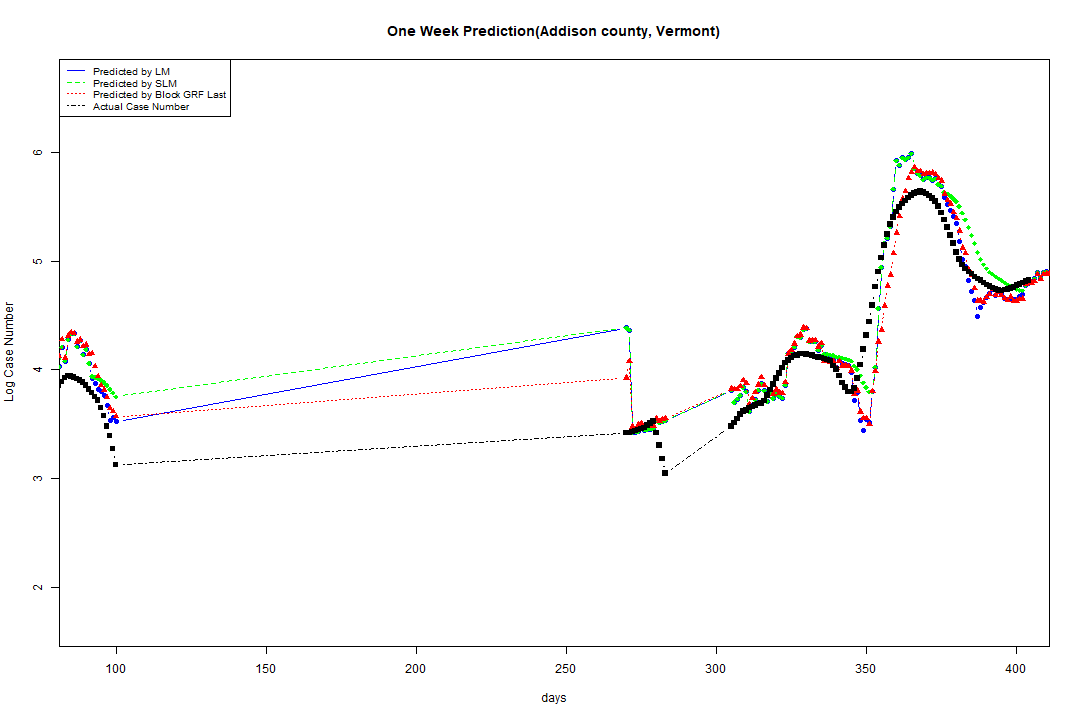 One Week Prediction(Addison county, Vermont)
Predicted by LM
Predicted by SLM
Predicted by Block GRF Last
Actual Case Number
Log Case Number
6
5
4
3
2
100 150 200 250 300 350 400
days